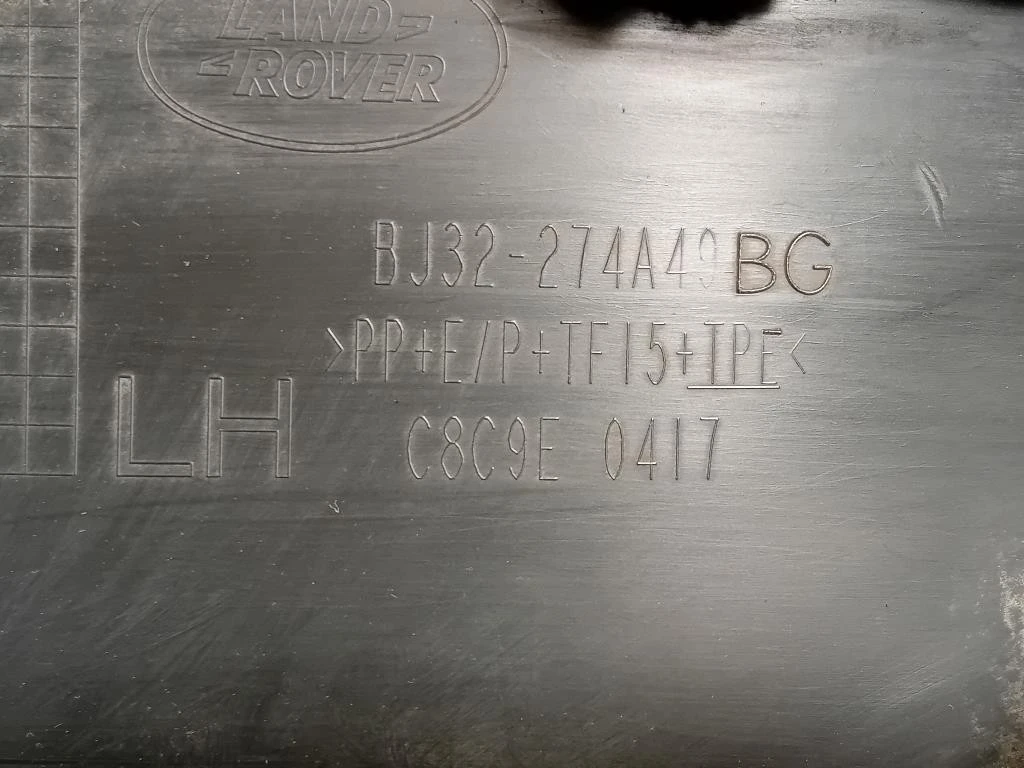 LAND
ROVER
BJ32-274A49BG
>PP+E/P+TF15+TPE<
LH
C8C9E 0417